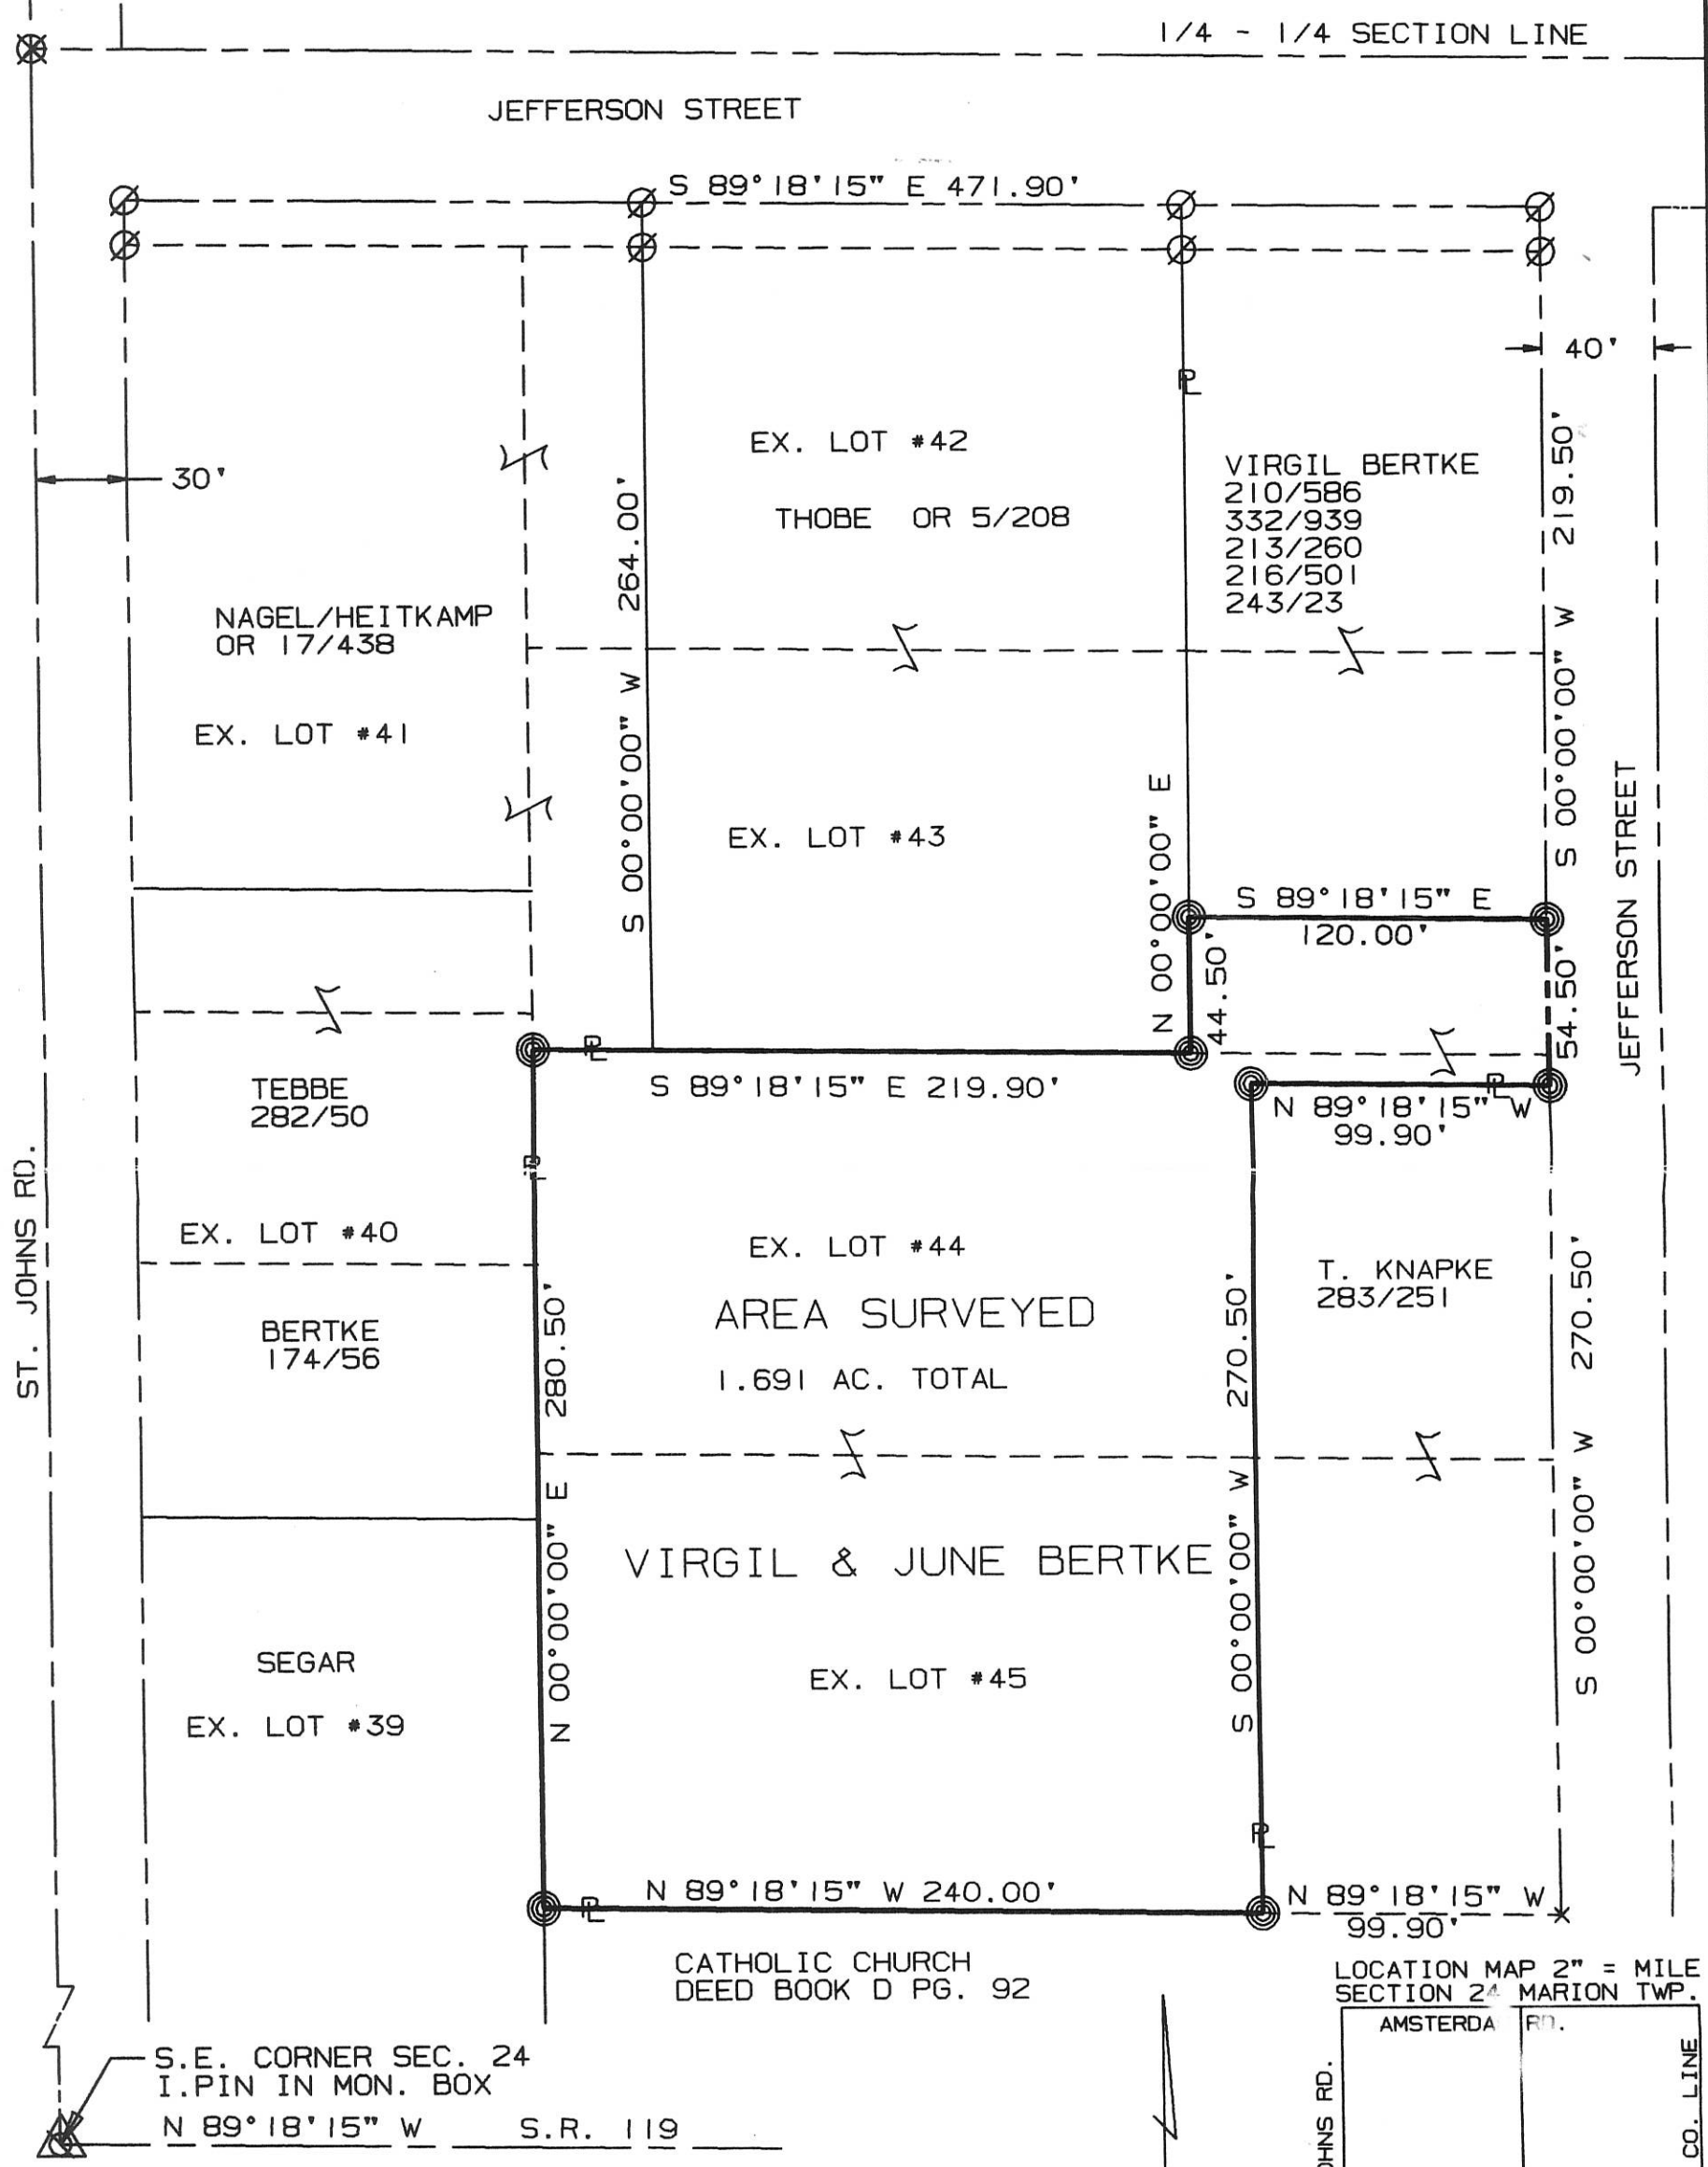 1/4 - 1/4 SECTION LINE
JEFFERSON STREET
S 89°18'15" E 471.90'
40'
30'
EX. LOT #42
THOBE OR 5/208
VIRGIL BERTKE
210/586
332/939
213/260
216/501
243/23
S 00°00'00" W 219.50'
S 00°00'00" W 264.00'
NAGEL/HEITKAMP
OR 17/438
EX. LOT #41
EX. LOT #43
N 00°00'00" E
44.50'
S 89°18'15" E
120.00'
54.50'
JEFFERSON STREET
S 89°18'15" E 219.90'
N 89°18'15" W
99.90'
TEBBE
282/50
EX. LOT #40
BERTKE
174/56
ST. JOHNS RD.
EX. LOT #44
AREA SURVEYED
1.691 AC. TOTAL
T. KNAPKE
283/251
N 00°00'00" E 280.50'
S 00°00'00" W 270.50'
S 00°00'00" W 270.50'
VIRGIL & JUNE BERTKE
SEGAR
EX. LOT #39
EX. LOT #45
N 89°18'15" W 240.00'
N 89°18'15" W
99.90'
CATHOLIC CHURCH
DEED BOOK D PG. 92
LOCATION MAP 2" = MILE
SECTION 24 MARION TWP.
AMSTERDA RD.
OHNS RD.
CO. LINE
S.E. CORNER SEC. 24
I.PIN IN MON. BOX
N 89°18'15" W S.R. 119